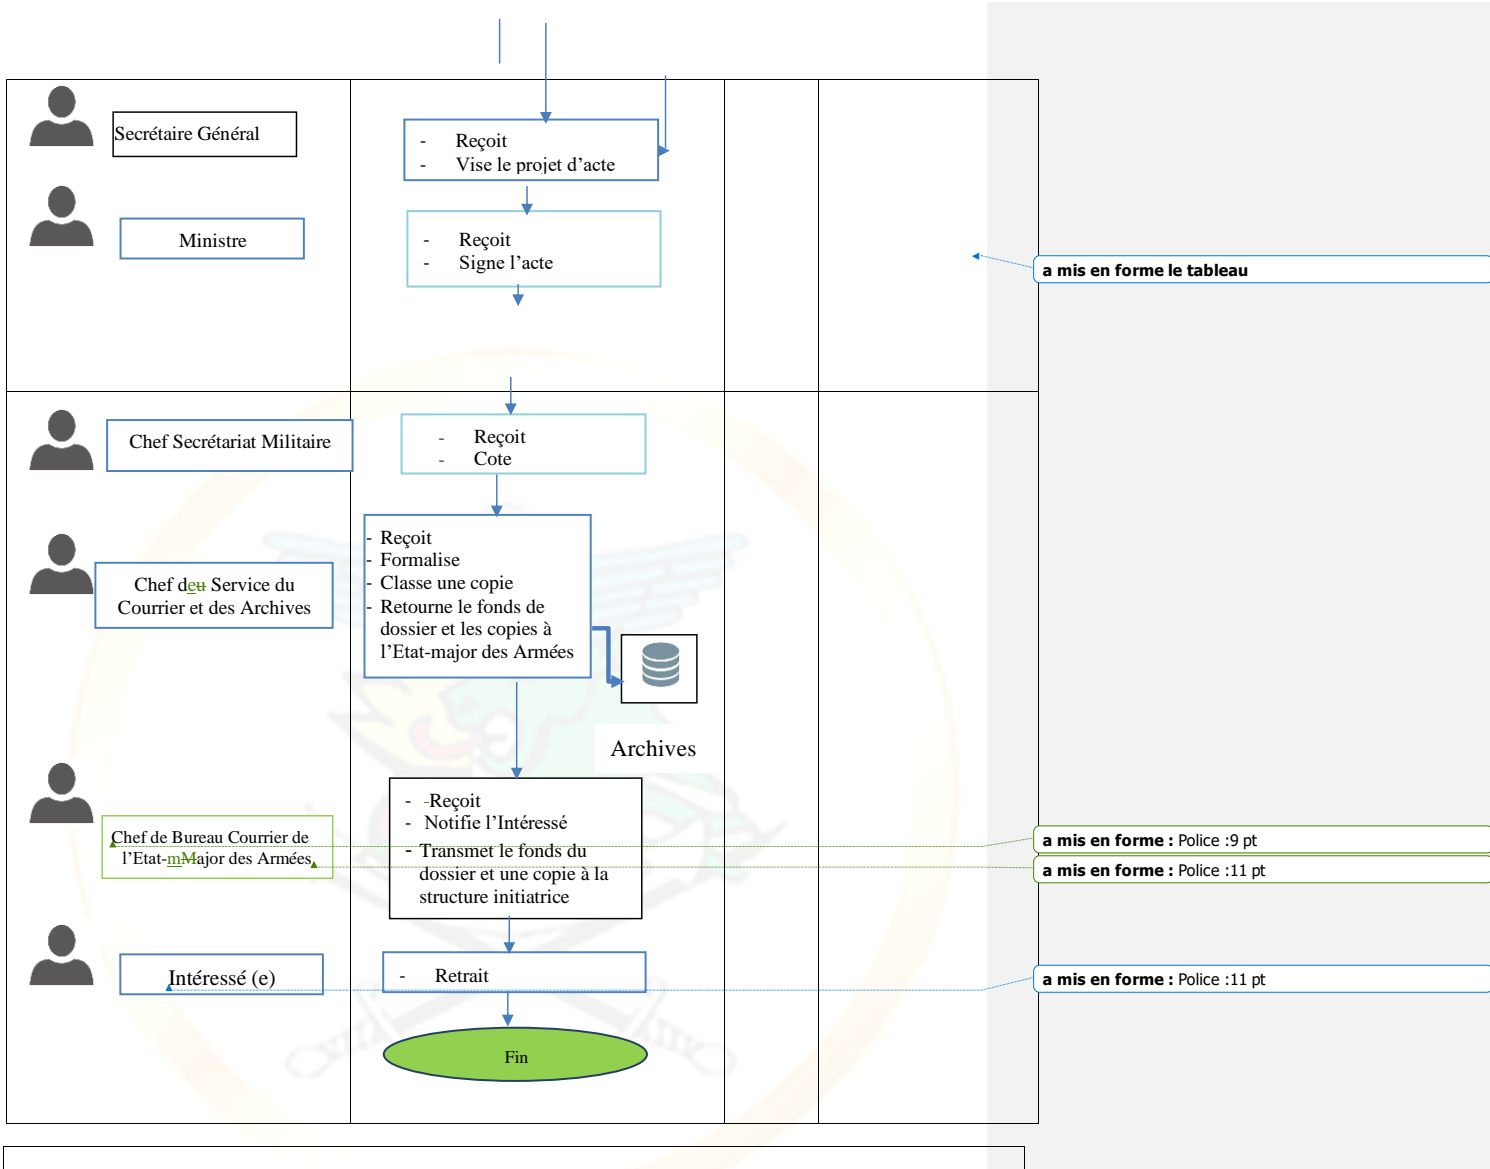 Secrétaire Général
- Reçoit
- Vise le projet d’acte
Ministre
- Reçoit
- Signe l’acte
a mis en forme le tableau
Chef Secrétariat Militaire
- Reçoit
- Cote
Chef deu Service du
Courrier et des Archives
- Reçoit
- Formalise
- Classe une copie
- Retourne le fonds de
dossier et les copies à
l’Etat-major des Armées
Archives
Chef de Bureau Courrier de
l’Etat-mMajor des Armées
- -Reçoit
- Notifie l’Intéressé
- Transmet le fonds du
dossier et une copie à la
structure initiatrice
a mis en forme : Police :9 pt
a mis en forme : Police :11 pt
Intéressé (e)
- Retrait
a mis en forme : Police :11 pt
Fin